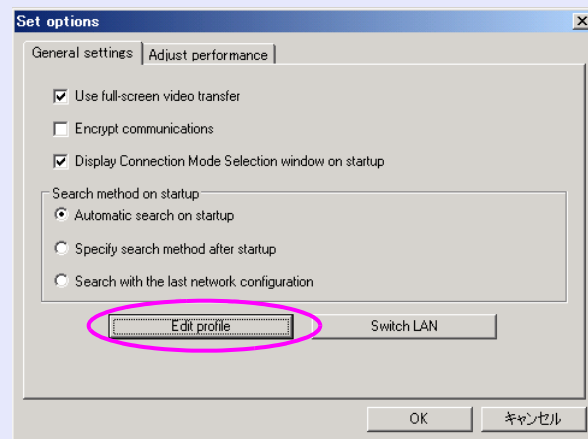 Set options
General settings
Adjust performance
Use full-screen video transfer
Encrypt communications
Display Connection Mode Selection window on startup
Search method on startup
Automatic search on startup
Specify search method after startup
Search with the last network configuration
Edit profile
Switch LAN
OK
キャンセル